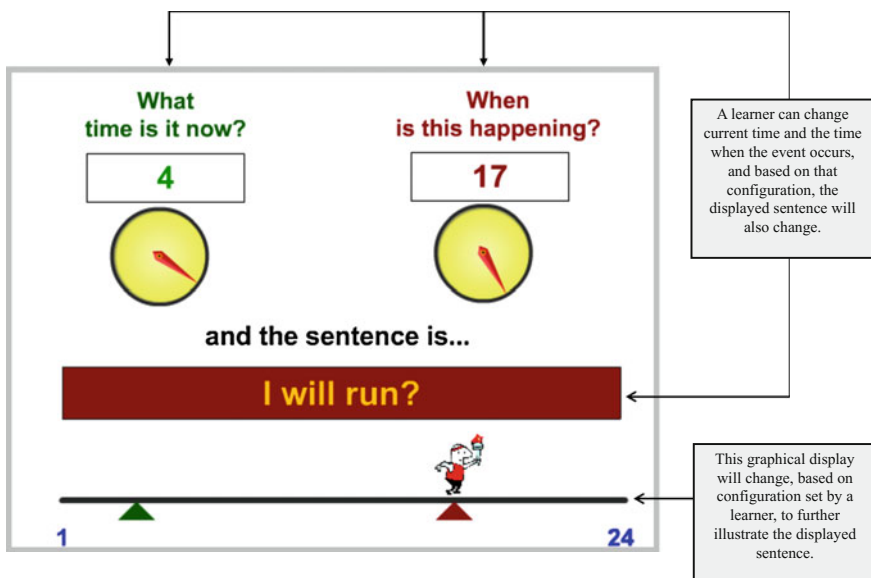 What
time is it now?
4
When
is this happening?
17
and the sentence is...
I will run?
1
24
A learner can change
current time and the time
when the event occurs,
and based on that
configuration, the
displayed sentence will
also change.
This graphical display
will change, based on
configuration set by a
learner, to further
illustrate the displayed
sentence.